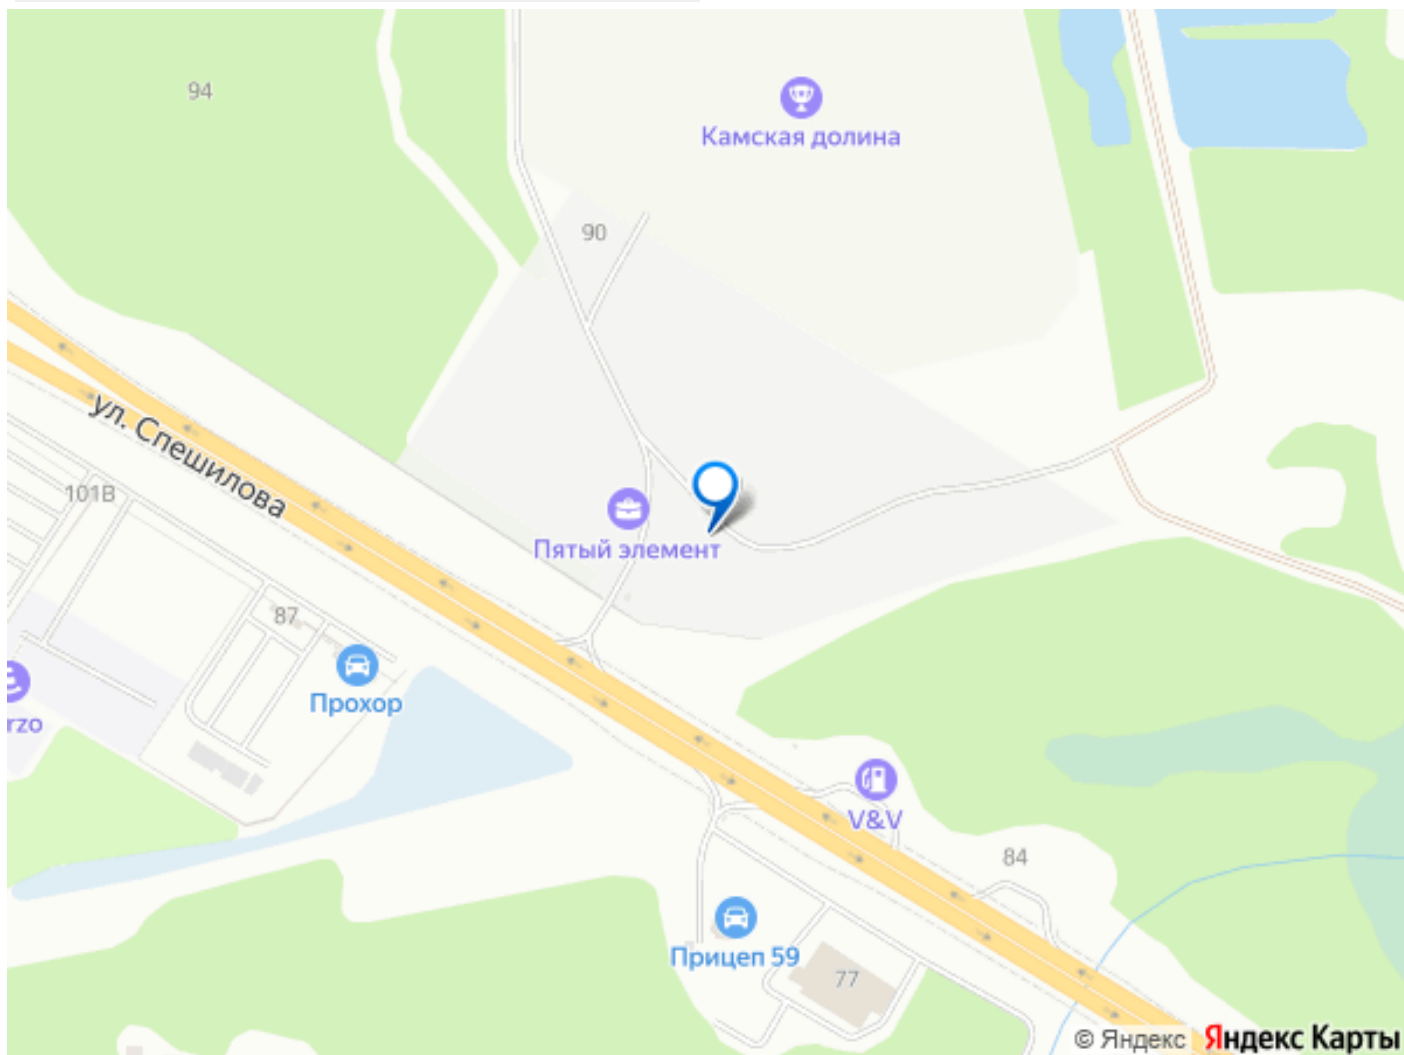 94
Камская долина
90
ул. Спешилова
101В
Пятый элемент
87
Прохор
rzo
V&V
84
Прицеп 59
77
© Яндекс Яндекс Карты